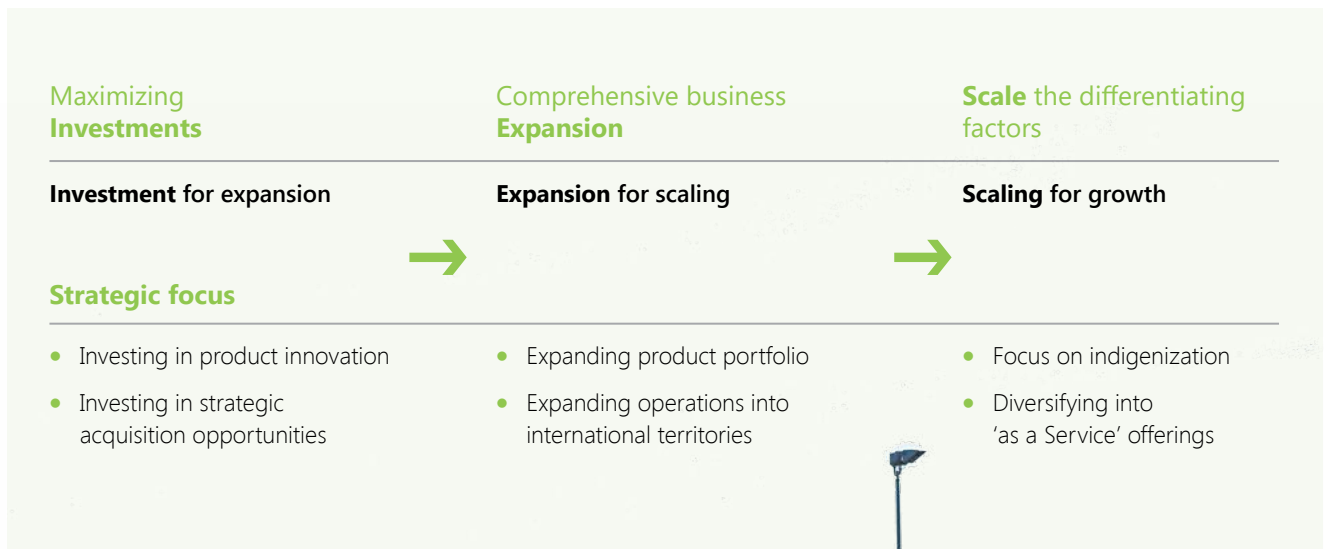 Maximizing
Investments
Comprehensive business
Expansion
Scale the differentiating
factors
Investment for expansion
Expansion for scaling
Scaling for growth
Strategic focus
• Investing in product innovation
• Investing in strategic
acquisition opportunities
• Expanding product portfolio
• Expanding operations into
international territories
• Focus on indigenization
• Diversifying into
‘as a Service’ offerings